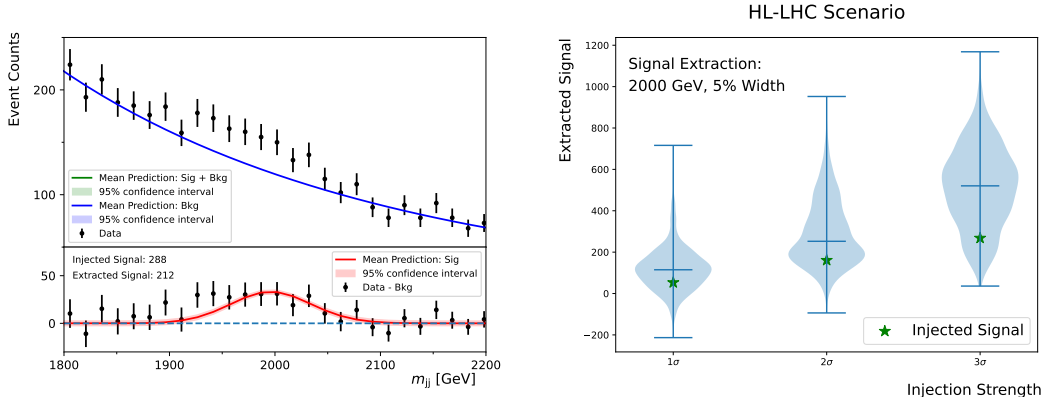 HL-LHC Scenario
Event Counts
200
100
Mean Prediction: Sig + Bkg
95% confidence interval
Mean Prediction: Bkg
95% confidence interval
Data
Injected Signal: 288
Extracted Signal: 212
Mean Prediction: Sig
95% confidence interval
Data - Bkg
50
0
1800
1900
2000
2100
2200
mjj [GeV]
Extracted Signal
1200
1000
800
600
400
200
0
−200
Signal Extraction:
2000 GeV, 5% Width
Injected Signal
1σ
2σ
3σ
Injection Strength